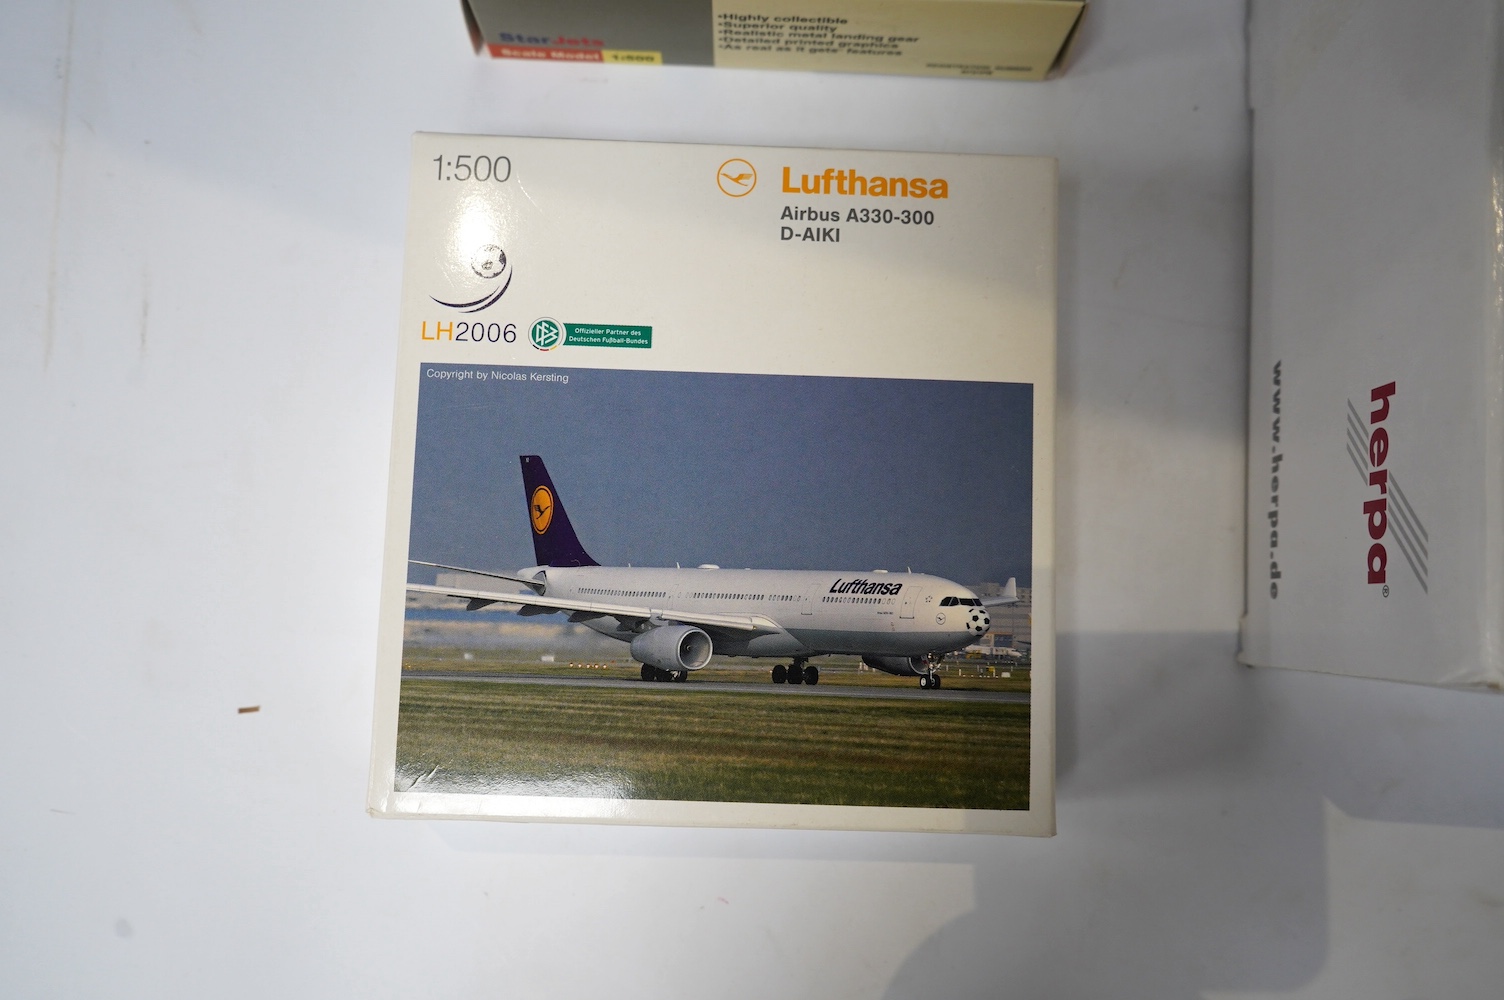 •Highly collectible
•Superior quality
•Realistic metal landing gear
•Detailed printed graphics
•"As real as it gets" features
StarJets
Scale Model 1:500
1:500
Lufthansa
Airbus A330-300
D-AIKI
LH2006
Offizieller Partner des
Deutschen Fußball-Bundes
Copyright by Nicolas Kersting
Lufthansa
herpa®
www.herpa.de